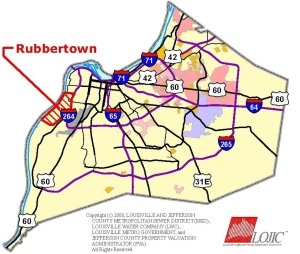 Rubbertown
71
42
71
42
60
60
60
64
264
65
265
60
31E
60
60
Copyright (c) 2008, LOUISVILLE AND JEFFERSON
COUNTY METROPOLITAN SEWER DISTRICT (MSD),
LOUISVILLE WATER COMPANY (LWC),
LOUISVILLE METRO GOVERNMENT, and
JEFFERSON COUNTY PROPERTY VALUATION
ADMINISTRATOR (PVA).
All Rights Reserved.
LOJIC